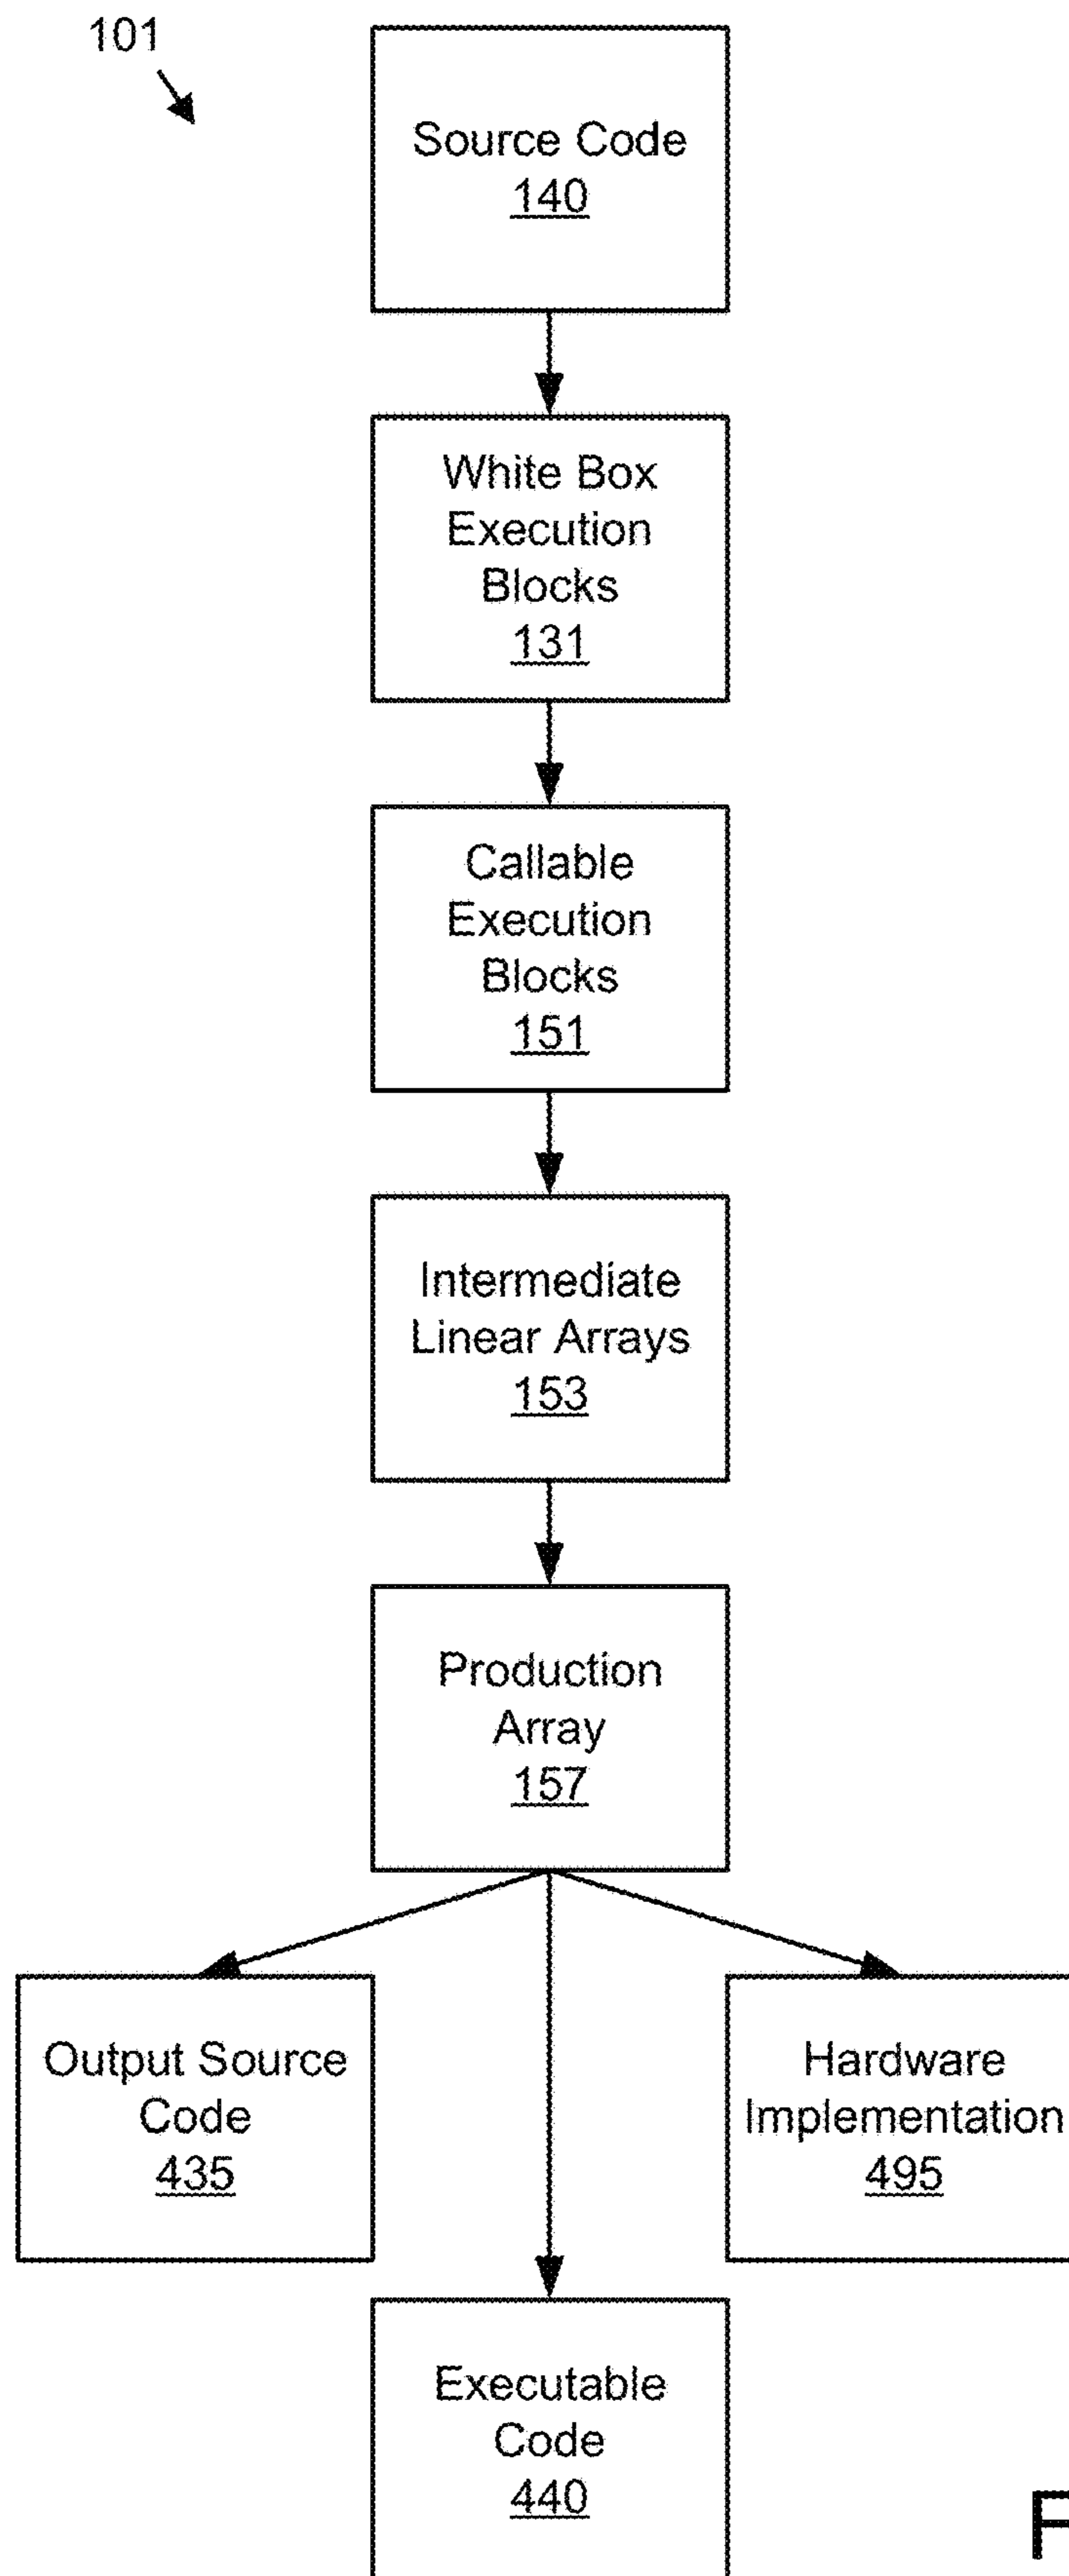 101
Source Code
140
White Box
Execution
Blocks
131
Callable
Execution
Blocks
151
Intermediate
Linear Arrays
153
Production
Array
157
Output Source
Code
435
Hardware
Implementation
495
Executable
Code
440
F